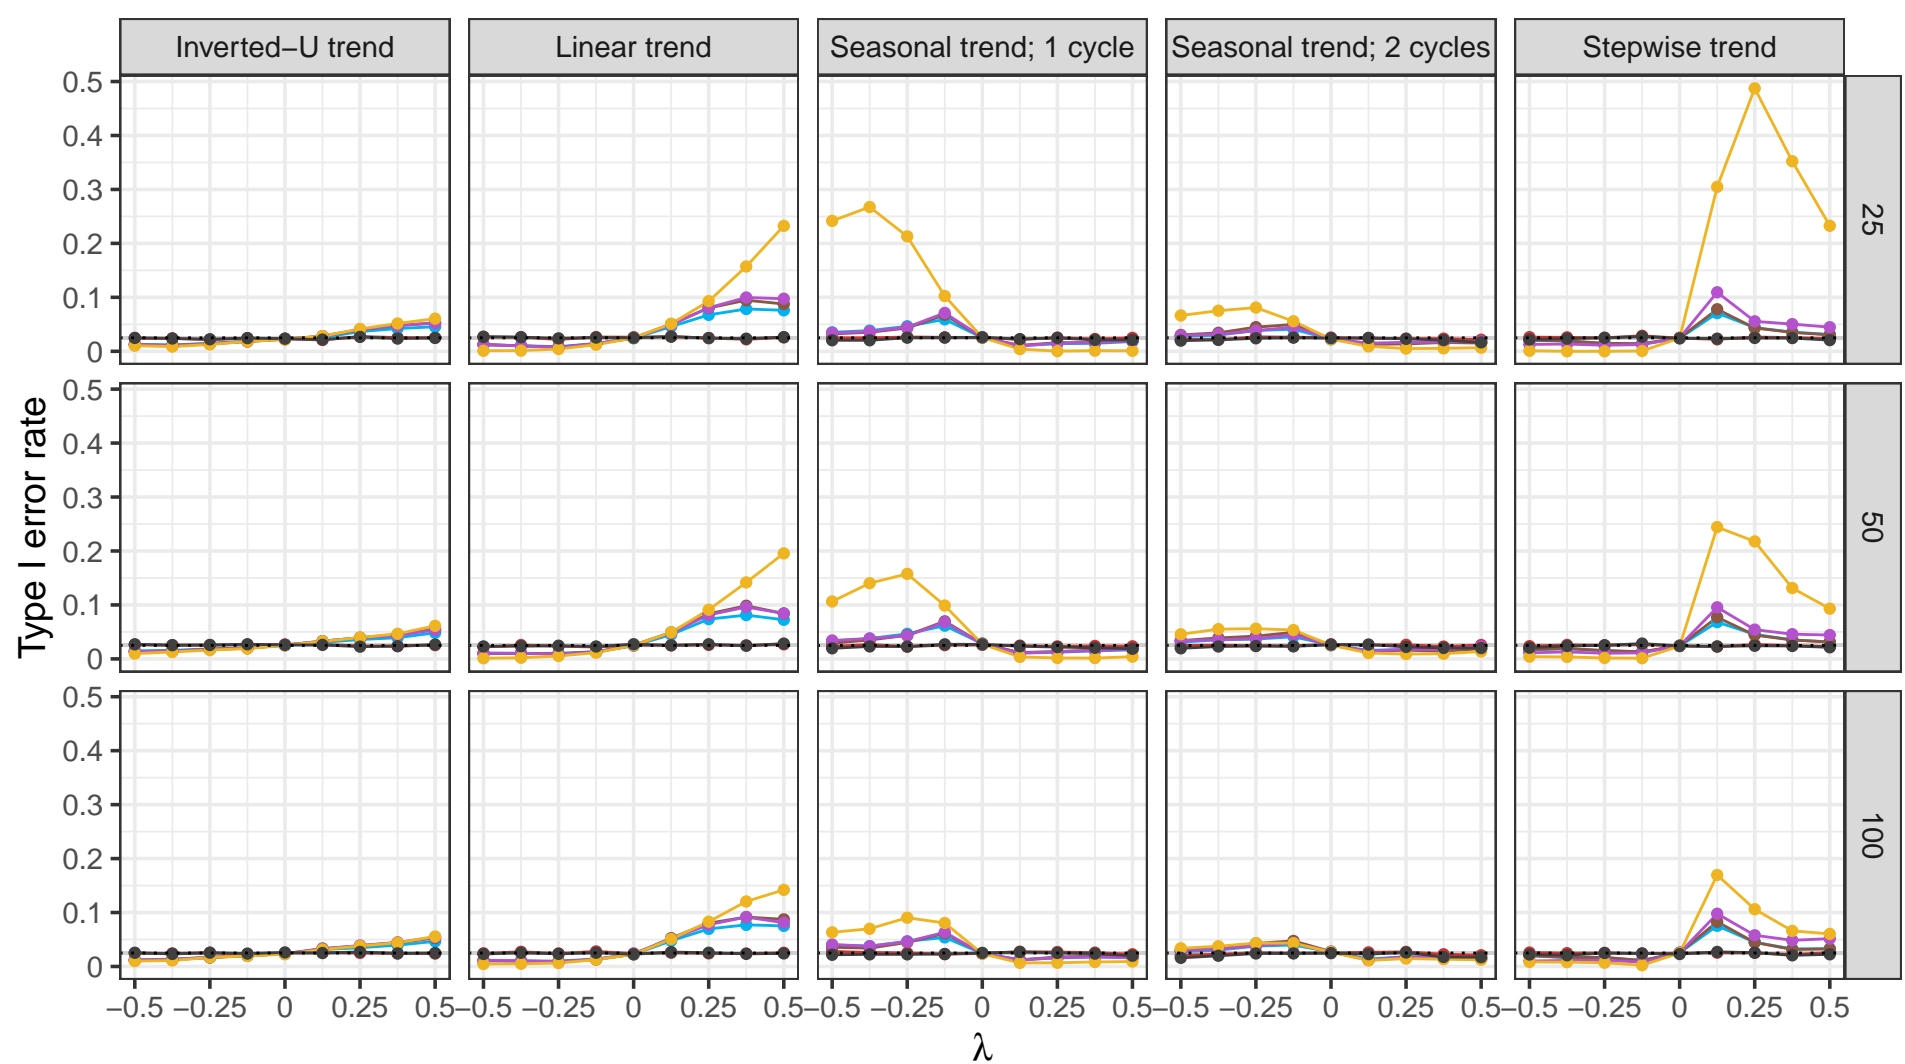 Inverted−U trend
Linear trend
Seasonal trend; 1 cycle
Seasonal trend; 2 cycles
Stepwise trend
0.5
0.4
0.3
0.2
0.1
0
25
0.5
0.4
0.3
0.2
0.1
0
50
0.5
0.4
0.3
0.2
0.1
0
100
Type I error rate
−0.5 −0.25 0 0.25 0.5
−0.5 −0.25 0 0.25 0.5
−0.5 −0.25 0 0.25 0.5
−0.5 −0.25 0 0.25 0.5
−0.5 −0.25 0 0.25 0.5
λ